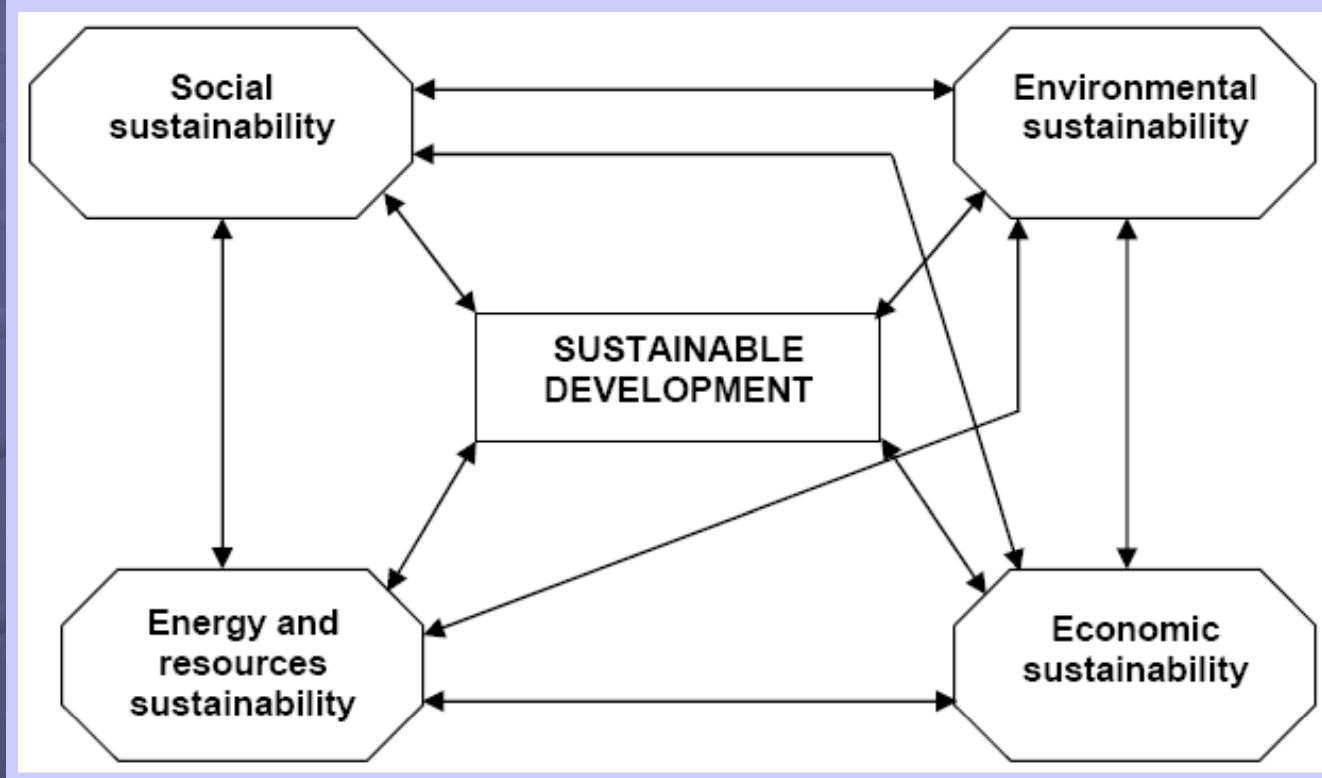 Social
sustainability
Environmental
sustainability
SUSTAINABLE
DEVELOPMENT
Energy and
resources
sustainability
Economic
sustainability